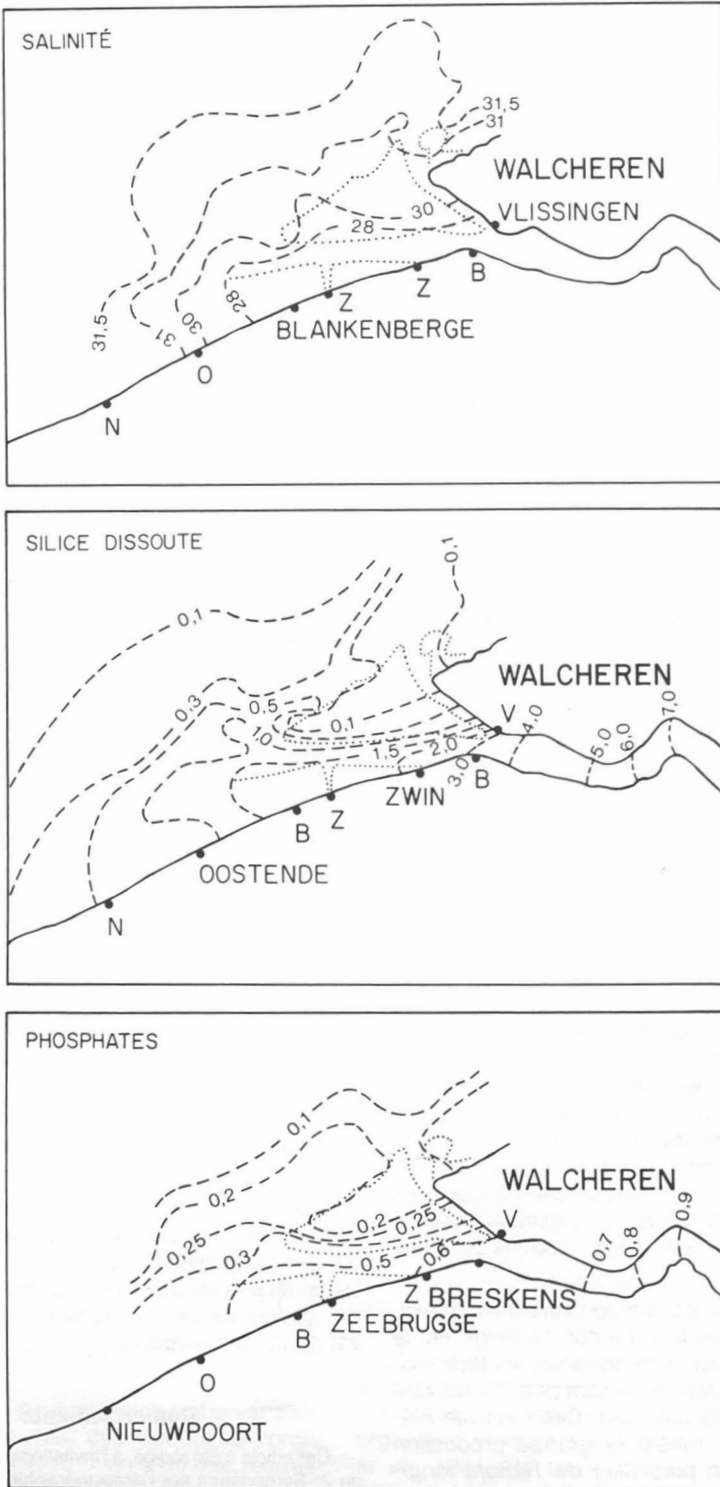 SALINITÉ
31,5
31
WALCHEREN
30
VLISSINGEN
28
B
Z
Z
28
BLANKENBERGE
30
31
31,5
O
N
SILICE DISSOUTE
0,1
0,1
WALCHEREN
0,3
0,5
V
4,0
7,0
1,0
0,1
5,0
6,0
1,5
2,0
3,0
B
ZWIN
Z
B
OOSTENDE
N
PHOSPHATES
0,1
WALCHEREN
0,2
V
0,9
0,2
0,25
0,7
0,8
0,25
0,3
0,5
0,6
Z
BRESKENS
B
ZEEBRUGGE
O
NIEUWPOORT